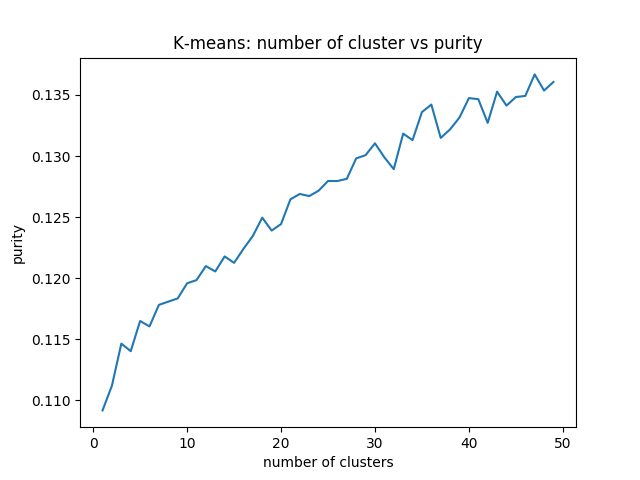 K-means: number of cluster vs purity
0.135
0.130
0.125
0.120
0.115
0.110
purity
0 10 20 30 40 50
number of clusters